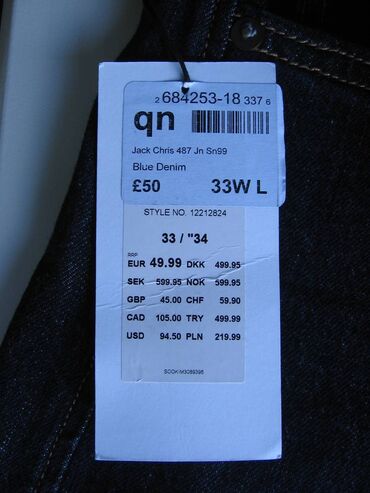 2 684253-18 337 6
qn
Jack Chris 487 Jn Sn99
Blue Denim
£50 33W L
STYLE NO. 12212824
33 / "34
RRP
EUR 49.99 DKK 499.95
SEK 599.95 NOK 599.95
GBP 45.00 CHF 59.90
CAD 105.00 TRY 499.99
USD 94.50 PLN 219.99
SOOKIM3089396